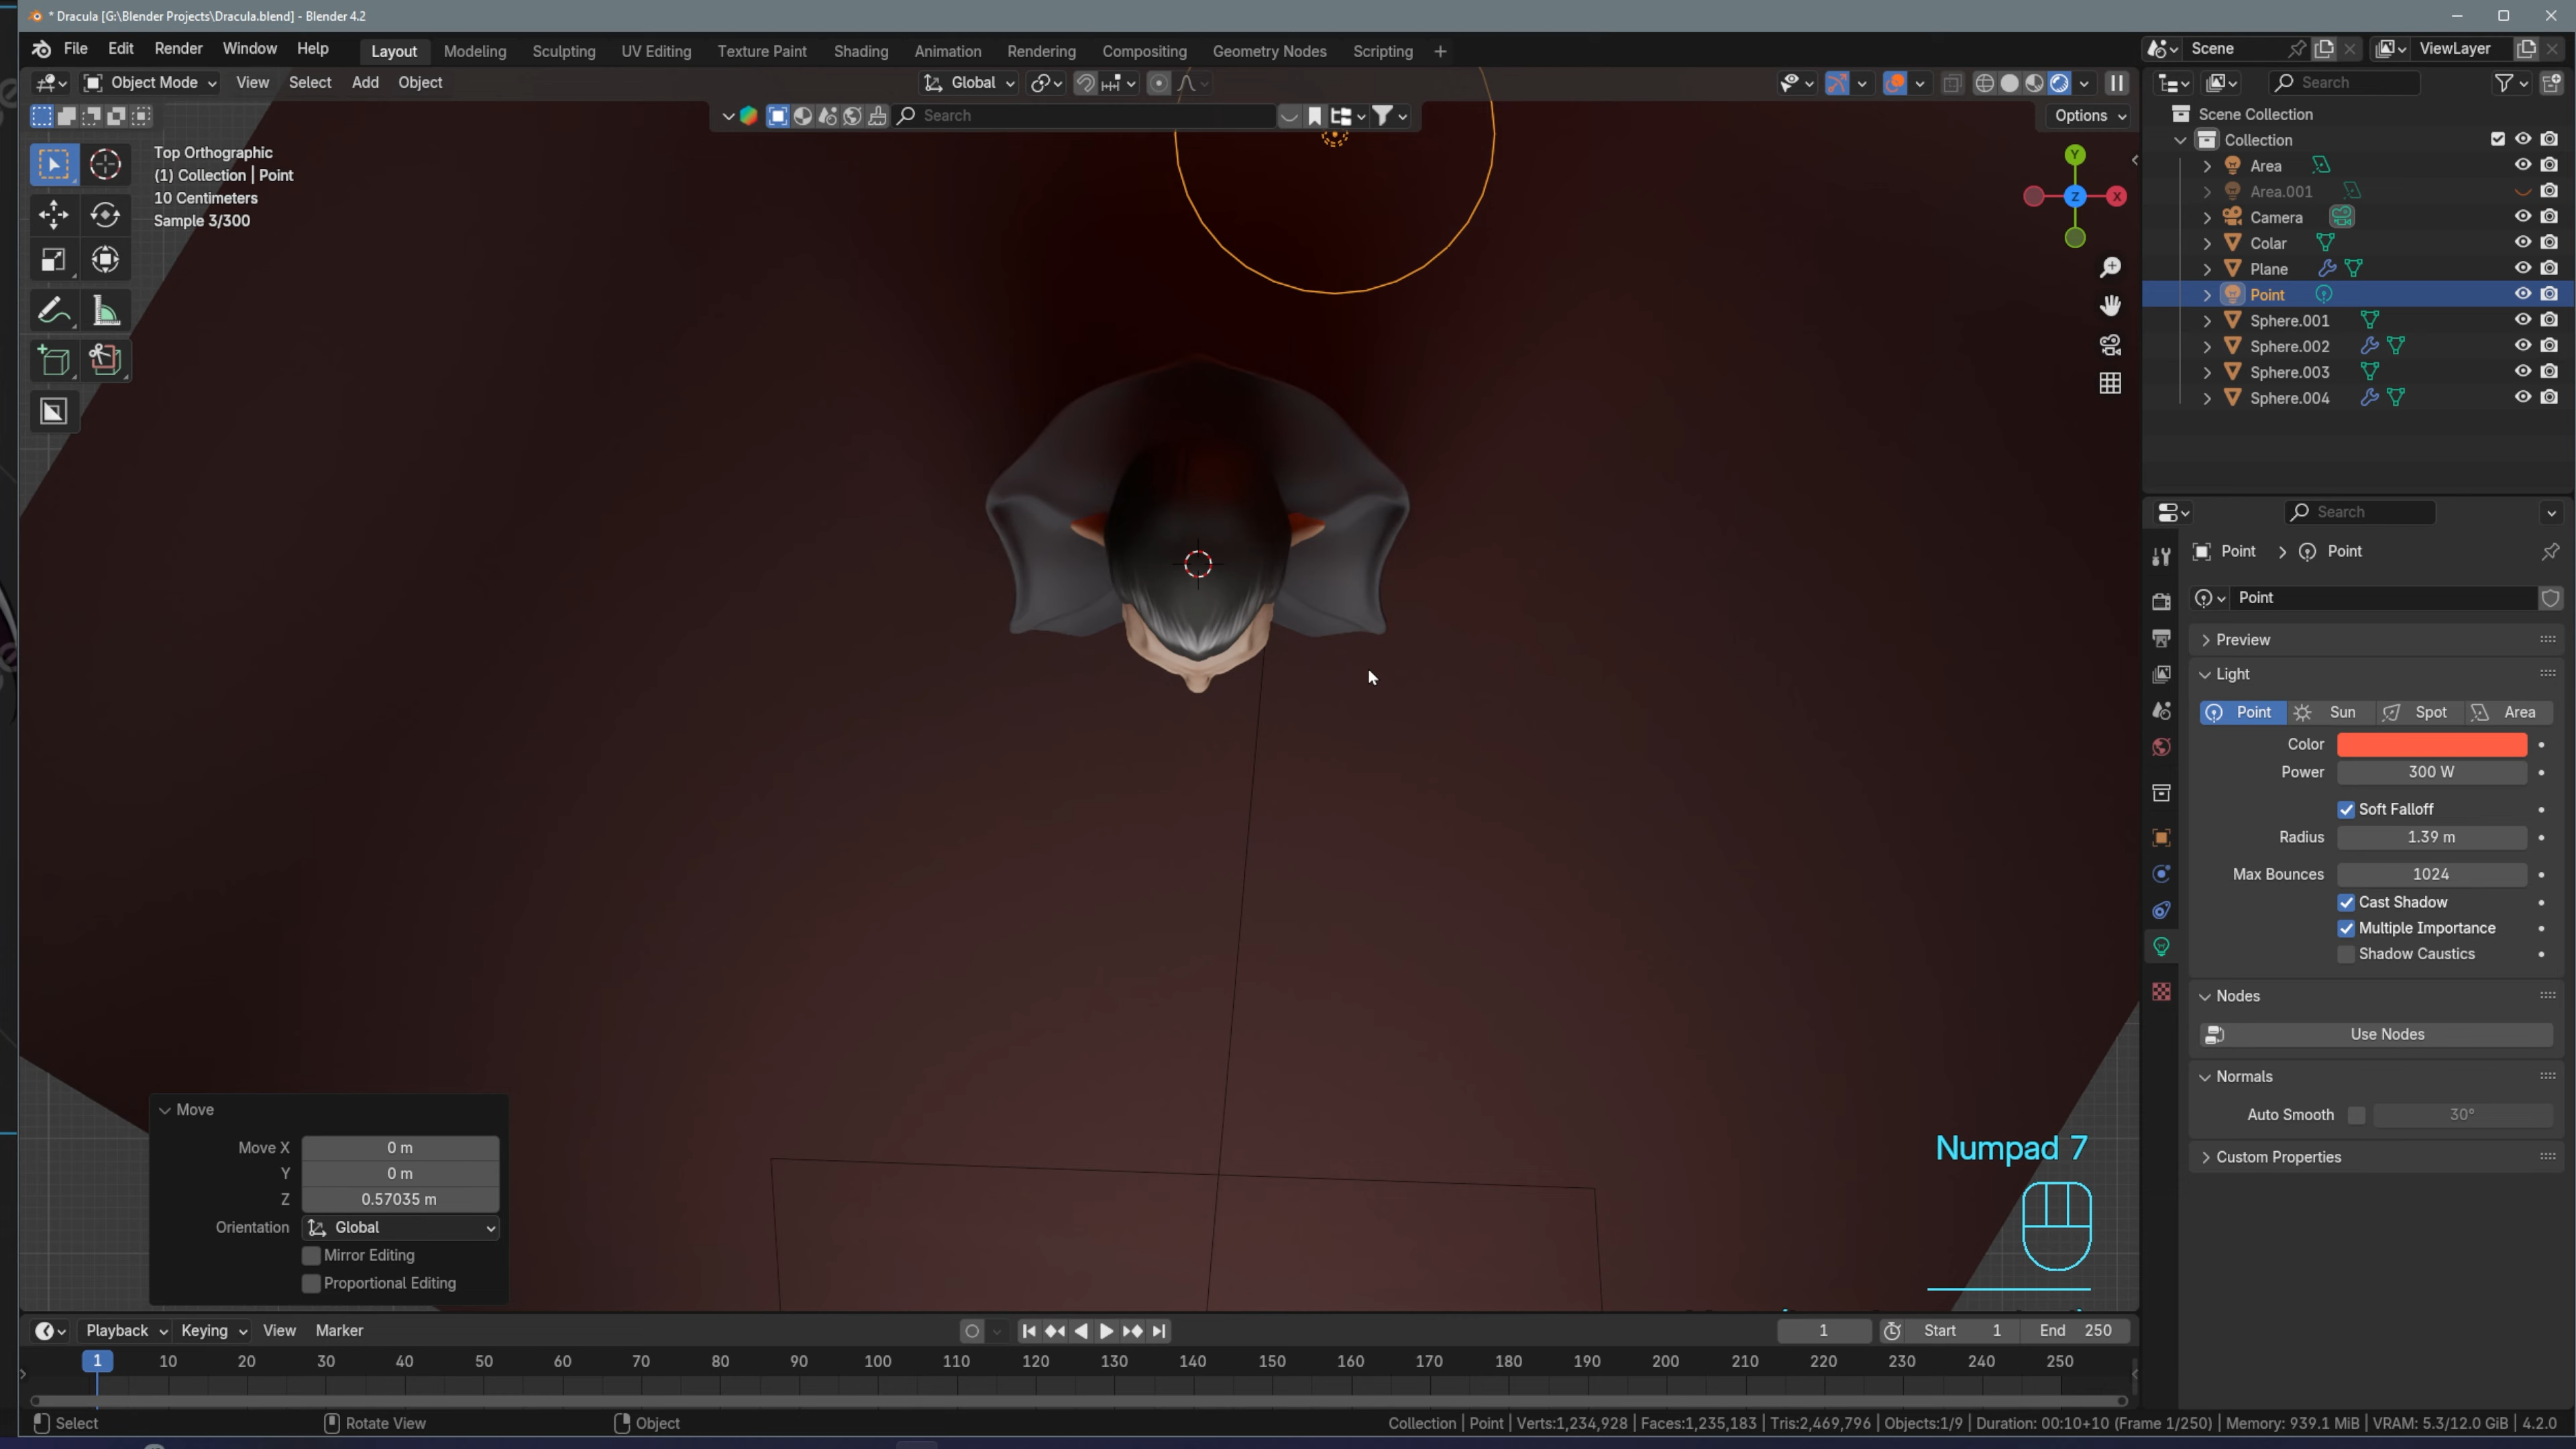 * Dracula [G:\Blender Projects\Dracula.blend] - Blender 4.2
File Edit Render Window Help Layout Modeling Sculpting UV Editing Texture Paint Shading Animation Rendering Compositing Geometry Nodes Scripting + Scene ViewLayer
Object Mode View Select Add Object Global Search
Search Options
Top Orthographic
(1) Collection | Point
10 Centimeters
Sample 3/300
Y
Z
X
Scene Collection
Collection
Area
Area.001
Camera
Colar
Plane
Point
Sphere.001
Sphere.002
Sphere.003
Sphere.004
Search
Point > Point
Point
Preview
Light
Point Sun Spot Area
Color
Power 300 W
Soft Falloff
Radius 1.39 m
Max Bounces 1024
Cast Shadow
Multiple Importance
Shadow Caustics
Nodes
Use Nodes
Normals
Auto Smooth 30°
Custom Properties
Move
Move X 0 m
Y 0 m
Z 0.57035 m
Orientation Global
Mirror Editing
Proportional Editing
Numpad 7
Playback Keying View Marker 1 Start 1 End 250
1 10 20 30 40 50 60 70 80 90 100 110 120 130 140 150 160 170 180 190 200 210 220 230 240 250
Select Rotate View Object Collection | Point | Verts:1,234,928 | Faces:1,235,183 | Tris:2,469,796 | Objects:1/9 | Duration: 00:10+10 (Frame 1/250) | Memory: 939.1 MiB | VRAM: 5.3/12.0 GiB | 4.2.0